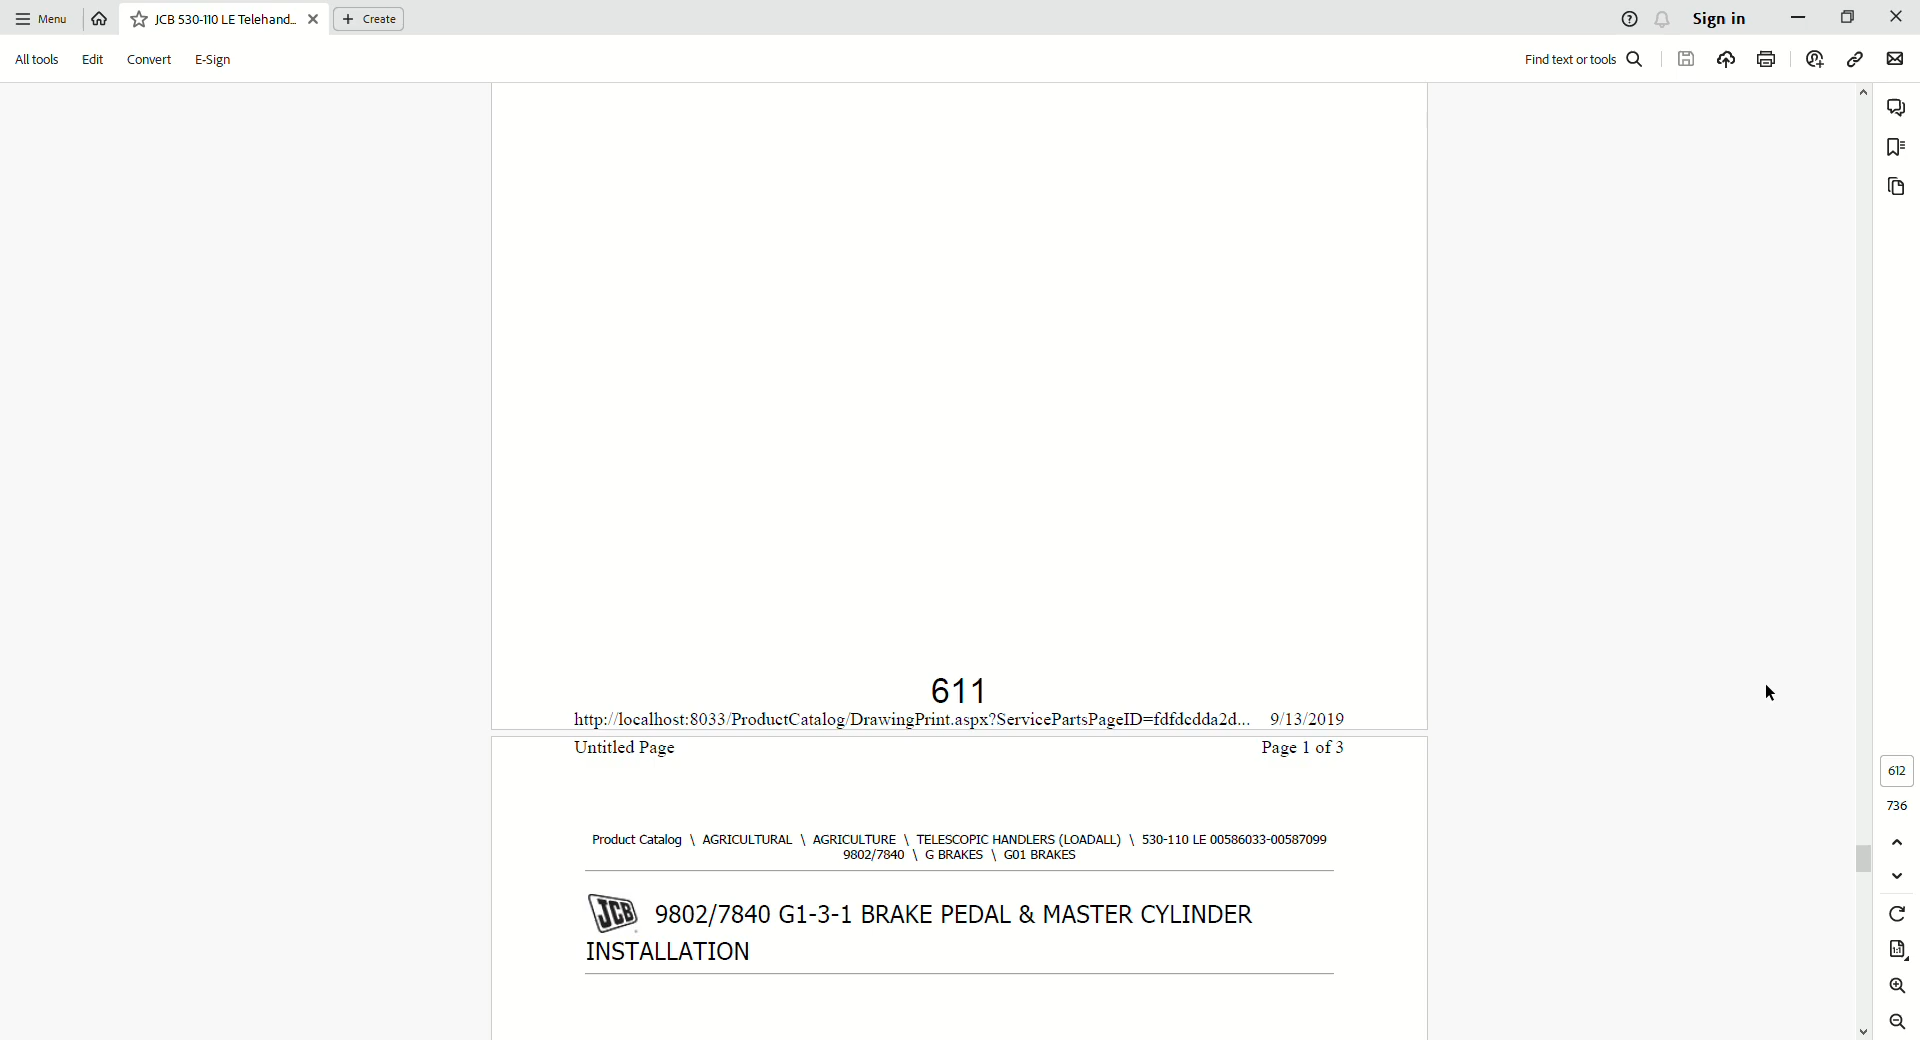 Menu
JCB 530-110 LE Telehand...
Create
Sign in
All tools Edit Convert E-Sign
Find text or tools
611
http://localhost:8033/ProductCatalog/DrawingPrint.aspx?ServicePartsPageID=fdfdcdda2d... 9/13/2019
Untitled Page Page 1 of 3
Product Catalog \ AGRICULTURAL \ AGRICULTURE \ TELESCOPIC HANDLERS (LOADALL) \ 530-110 LE 00586033-00587099
9802/7840 \ G BRAKES \ G01 BRAKES
JCB 9802/7840 G1-3-1 BRAKE PEDAL & MASTER CYLINDER
INSTALLATION
612
736
1:1